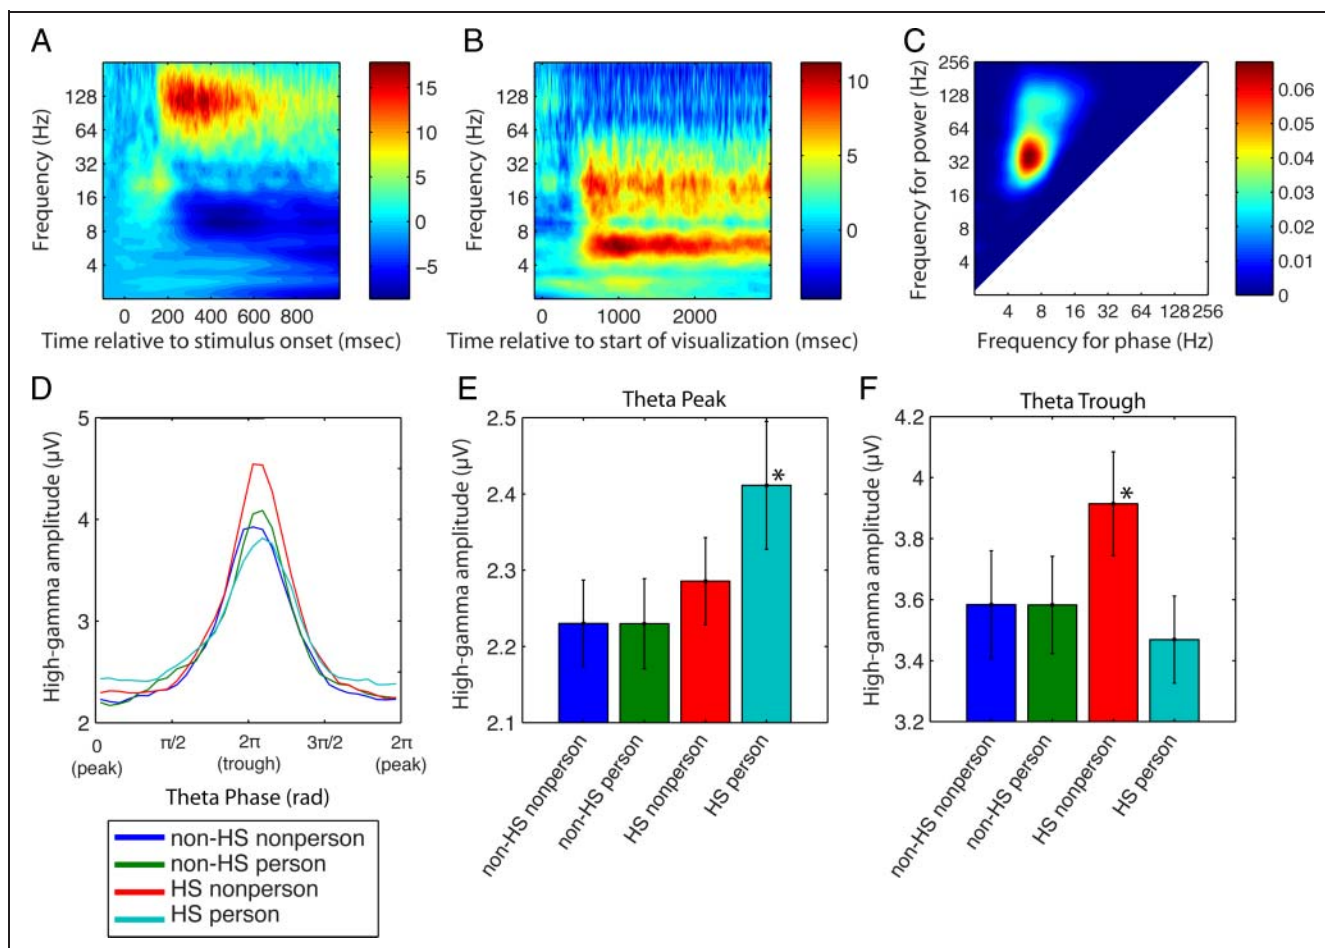 A
Frequency (Hz)
128
64
32
16
8
4
0 200 400 600 800
Time relative to stimulus onset (msec)
15
10
5
0
−5
B
Frequency (Hz)
128
64
32
16
8
4
0 1000 2000
Time relative to start of visualization (msec)
10
5
0
C
Frequency for power (Hz)
256
128
64
32
16
8
4
4 8 16 32 64 128 256
Frequency for phase (Hz)
0.06
0.05
0.04
0.03
0.02
0.01
0
D
High-gamma amplitude (µV)
5
4
3
2
0 π/2 2π 3π/2 2π
(peak) (trough) (peak)
Theta Phase (rad)
non-HS nonperson
non-HS person
HS nonperson
HS person
E
Theta Peak
High-gamma amplitude (µV)
2.5
2.4
2.3
2.2
2.1
*
non-HS nonperson
non-HS person
HS nonperson
HS person
F
Theta Trough
High-gamma amplitude (µV)
4.2
4
3.8
3.6
3.4
3.2
*
non-HS nonperson
non-HS person
HS nonperson
HS person